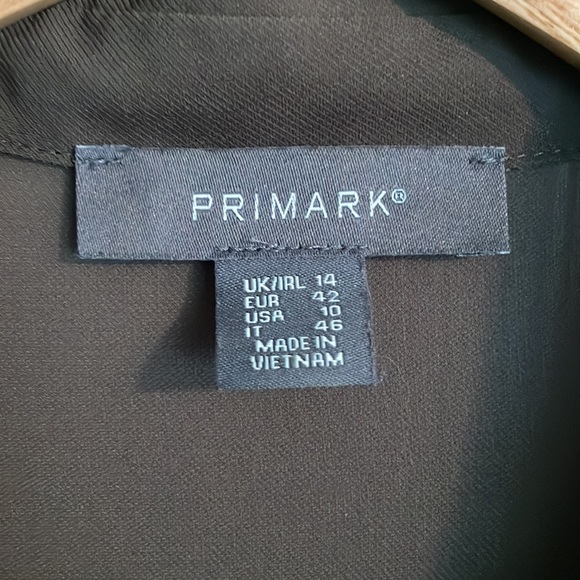 PRIMARK®
UK/IRL 14
EUR 42
USA 10
IT 46
MADE IN
VIETNAM